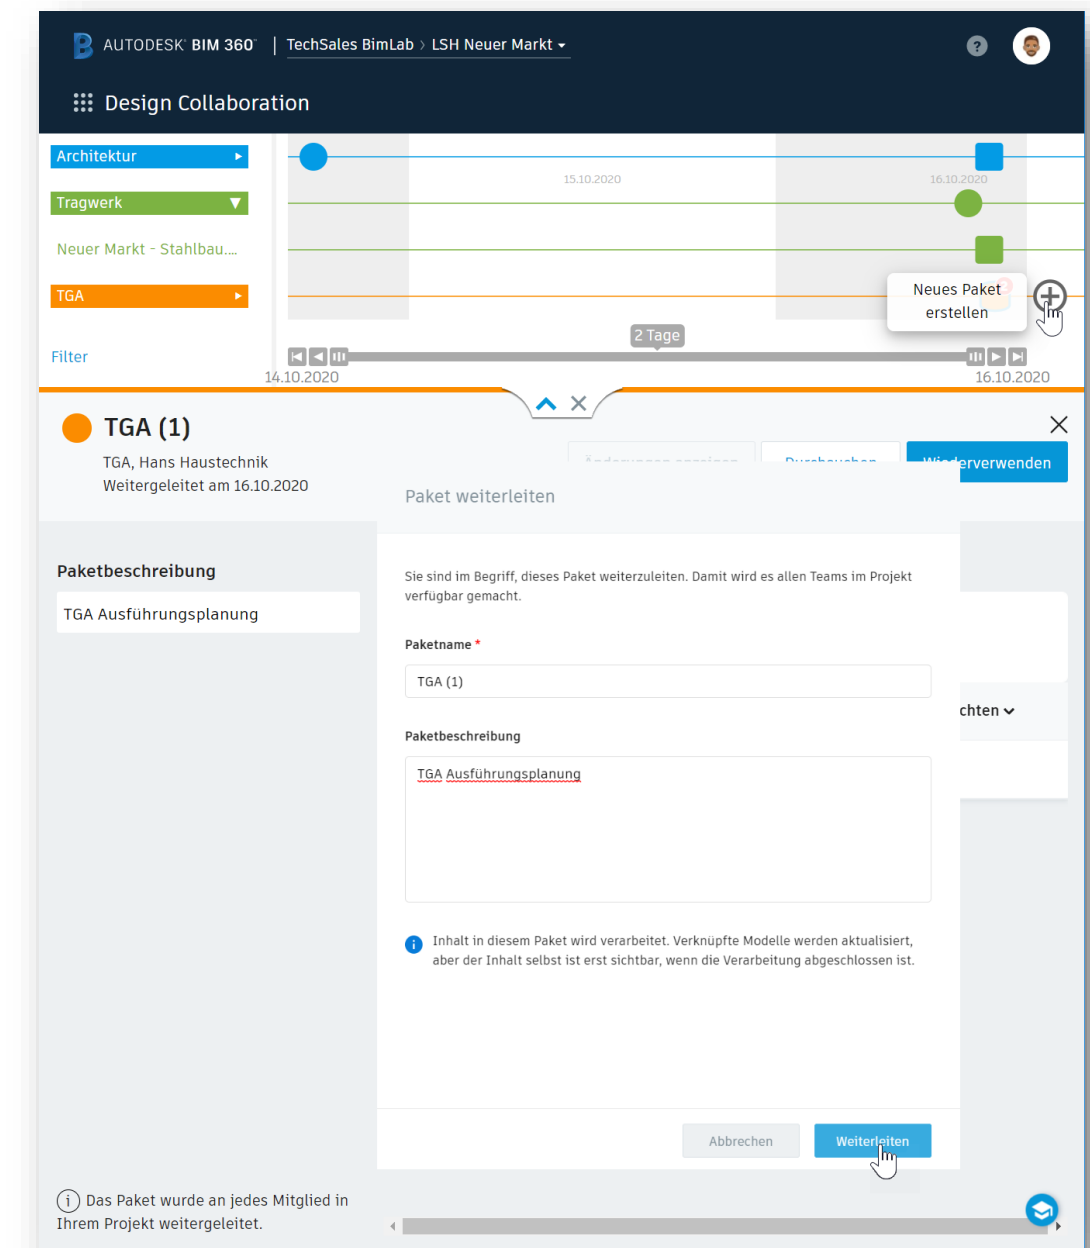 AUTODESK® BIM 360™ | TechSales BimLab > LSH Neuer Markt
Design Collaboration
Architektur
15.10.2020
16.10.2020
Tragwerk
Neuer Markt - Stahlbau....
TGA
Neues Paket
erstellen
2 Tage
Filter
14.10.2020
16.10.2020
TGA (1)
TGA, Hans Haustechnik
Weitergeleitet am 16.10.2020
Änderungen anzeigen
Durchsuchen
Wiederverwenden
Paket weiterleiten
Paketbeschreibung
TGA Ausführungsplanung
Sie sind im Begriff, dieses Paket weiterzuleiten. Damit wird es allen Teams im Projekt
verfügbar gemacht.
Paketname *
TGA (1)
chten
Paketbeschreibung
TGA Ausführungsplanung
Inhalt in diesem Paket wird verarbeitet. Verknüpfte Modelle werden aktualisiert,
aber der Inhalt selbst ist erst sichtbar, wenn die Verarbeitung abgeschlossen ist.
Abbrechen
Weiterleiten
Das Paket wurde an jedes Mitglied in
Ihrem Projekt weitergeleitet.